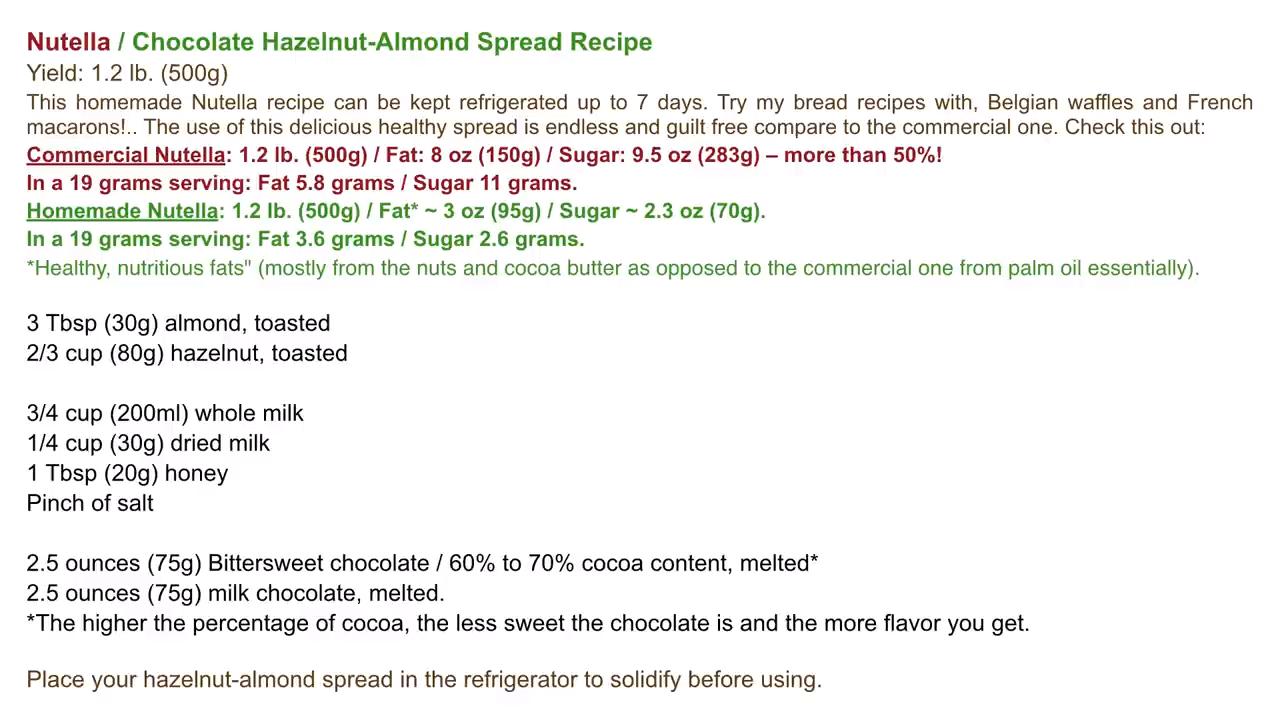 Nutella / Chocolate Hazelnut-Almond Spread Recipe
Yield: 1.2 lb. (500g)
This homemade Nutella recipe can be kept refrigerated up to 7 days. Try my bread recipes with, Belgian waffles and French
macarons!.. The use of this delicious healthy spread is endless and guilt free compare to the commercial one. Check this out:
Commercial Nutella: 1.2 lb. (500g) / Fat: 8 oz (150g) / Sugar: 9.5 oz (283g) – more than 50%!
In a 19 grams serving: Fat 5.8 grams / Sugar 11 grams.
Homemade Nutella: 1.2 lb. (500g) / Fat* ~ 3 oz (95g) / Sugar ~ 2.3 oz (70g).
In a 19 grams serving: Fat 3.6 grams / Sugar 2.6 grams.
*Healthy, nutritious fats" (mostly from the nuts and cocoa butter as opposed to the commercial one from palm oil essentially).
3 Tbsp (30g) almond, toasted
2/3 cup (80g) hazelnut, toasted
3/4 cup (200ml) whole milk
1/4 cup (30g) dried milk
1 Tbsp (20g) honey
Pinch of salt
2.5 ounces (75g) Bittersweet chocolate / 60% to 70% cocoa content, melted*
2.5 ounces (75g) milk chocolate, melted.
*The higher the percentage of cocoa, the less sweet the chocolate is and the more flavor you get.
Place your hazelnut-almond spread in the refrigerator to solidify before using.